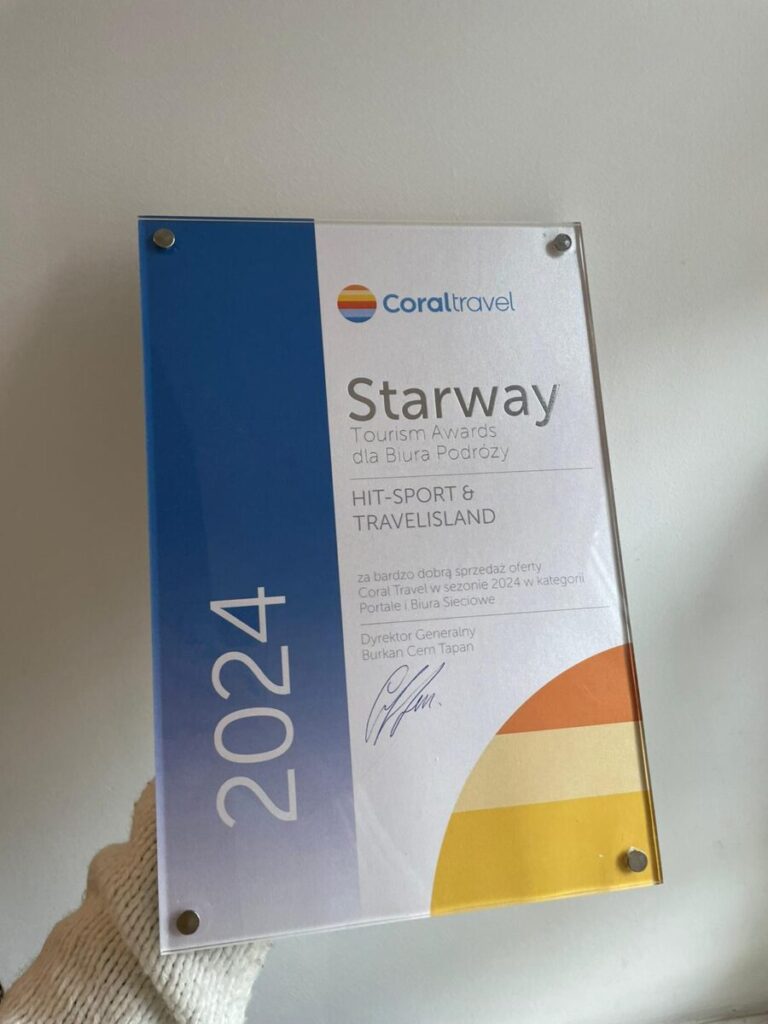 Coraltravel
Starway
Tourism Awards
dla Biura Podróży
HIT-SPORT &
TRAVELISLAND
za bardzo dobrą sprzedaż oferty
Coral Travel w sezonie 2024 w kategorii
Portale i Biura Sieciowe
Dyrektor Generalny
Burkan Cem Tapan
2024